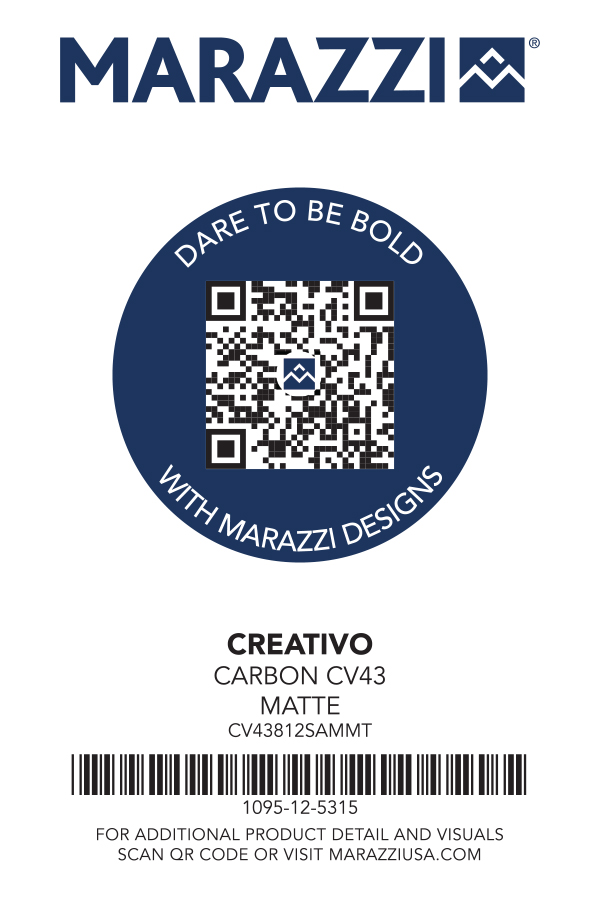 MARAZZI®
DARE TO BE BOLD
WITH MARAZZI DESIGNS
CREATIVO
CARBON CV43
MATTE
CV43812SAMMT
1095-12-5315
FOR ADDITIONAL PRODUCT DETAIL AND VISUALS
SCAN QR CODE OR VISIT MARAZZIUSA.COM